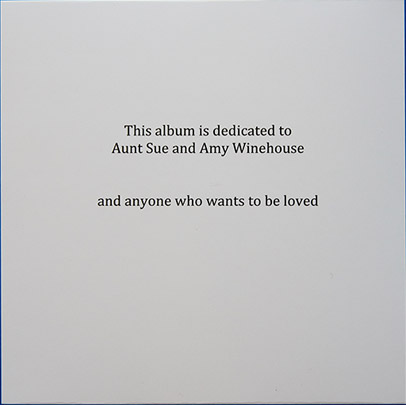 This album is dedicated to
Aunt Sue and Amy Winehouse
and anyone who wants to be loved